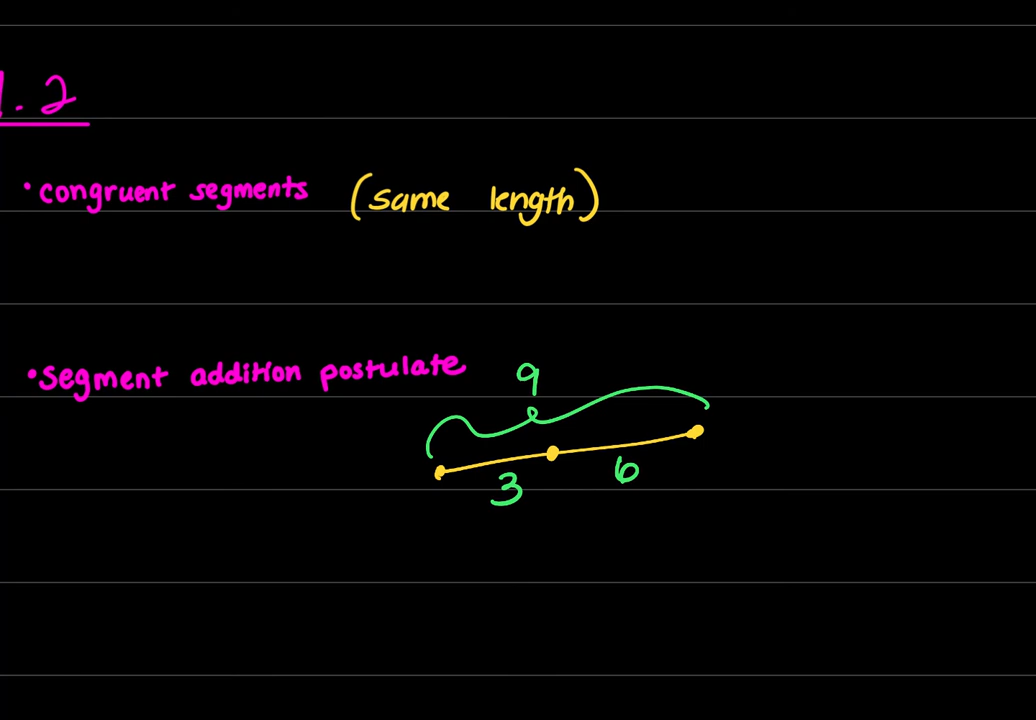 1.2
• congruent segments (same length)
• segment addition postulate
9
3 6